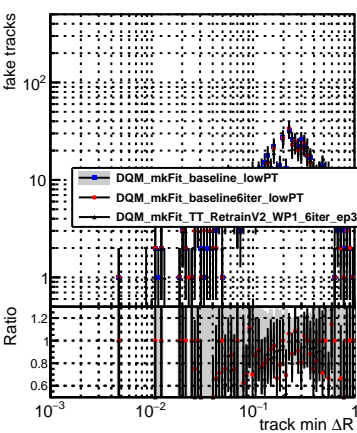 fake tracks
10²
10
1
DQM_mkFit_baseline_lowPT
DQM_mkFit_baseline6iter_lowPT
DQM_mkFit_TT_RetrainV2_WP1_6iter_ep3
Ratio
1.2
1
0.8
0.6
10⁻³ 10⁻² 10⁻¹ 1
track min ΔR